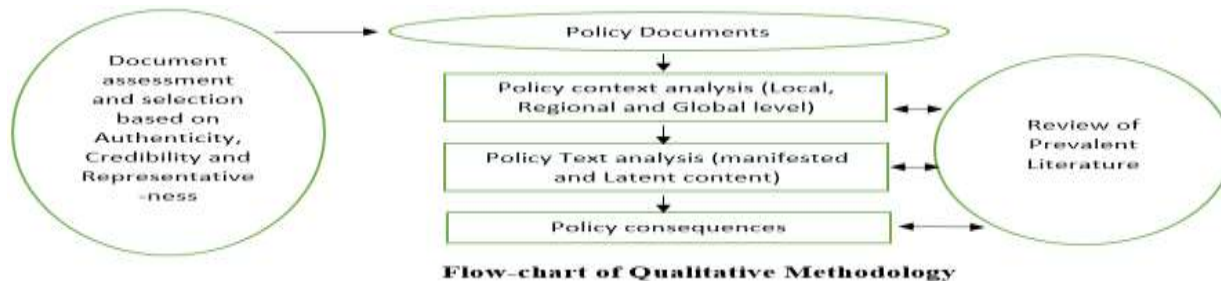 Document
assessment
and selection
based on
Authenticity,
Credibility and
Representative
-ness
Policy Documents
Policy context analysis (Local,
Regional and Global level)
Policy Text analysis (manifested
and Latent content)
Policy consequences
Review of
Prevalent
Literature
Flow-chart of Qualitative Methodology